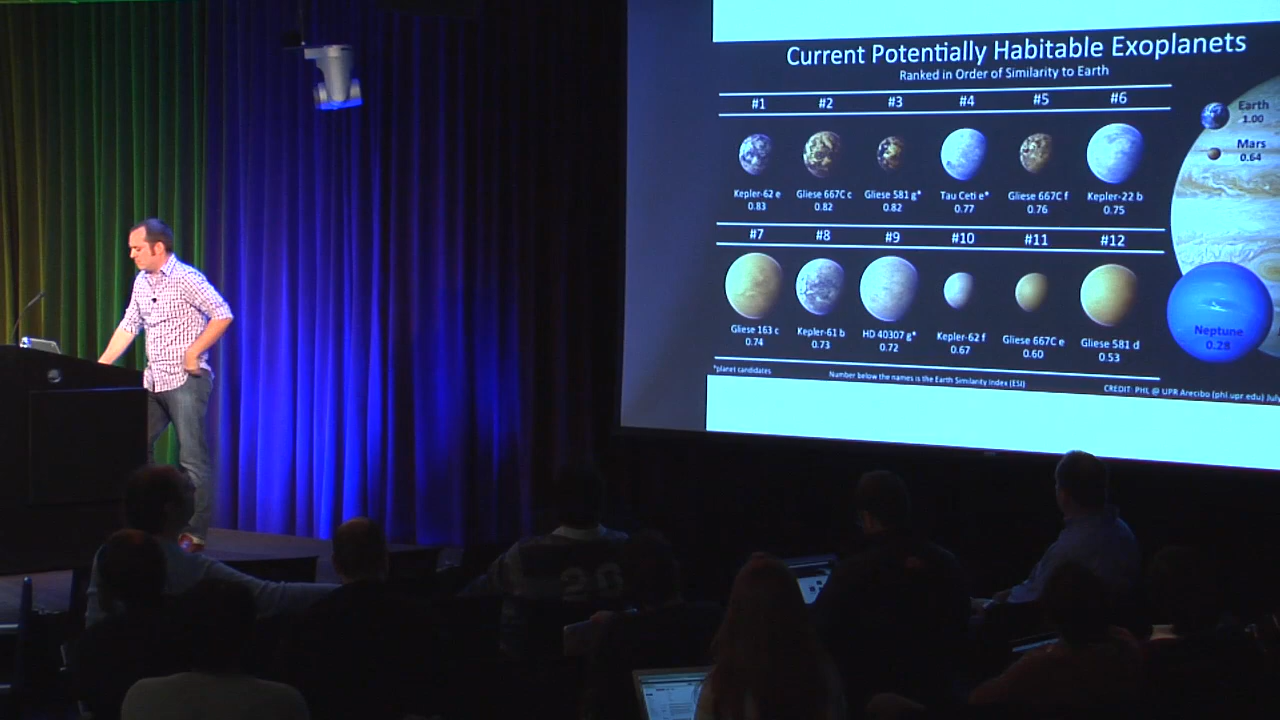 Current Potentially Habitable Exoplanets
Ranked in Order of Similarity to Earth
#1 #2 #3 #4 #5 #6
Kepler-62 e Gliese 667C c Gliese 581 g* Tau Ceti e* Gliese 667C f Kepler-22 b
0.83 0.82 0.82 0.77 0.76 0.75
#7 #8 #9 #10 #11 #12
Gliese 163 c Kepler-61 b HD 40307 g* Kepler-62 f Gliese 667C e Gliese 581 d
0.74 0.73 0.72 0.67 0.60 0.53
Earth
1.00
Mars
0.64
Neptune
0.28
*planet candidates
Number below the names is the Earth Similarity Index (ESI)
CREDIT: PHL @ UPR Arecibo (phl.upr.edu) July
20